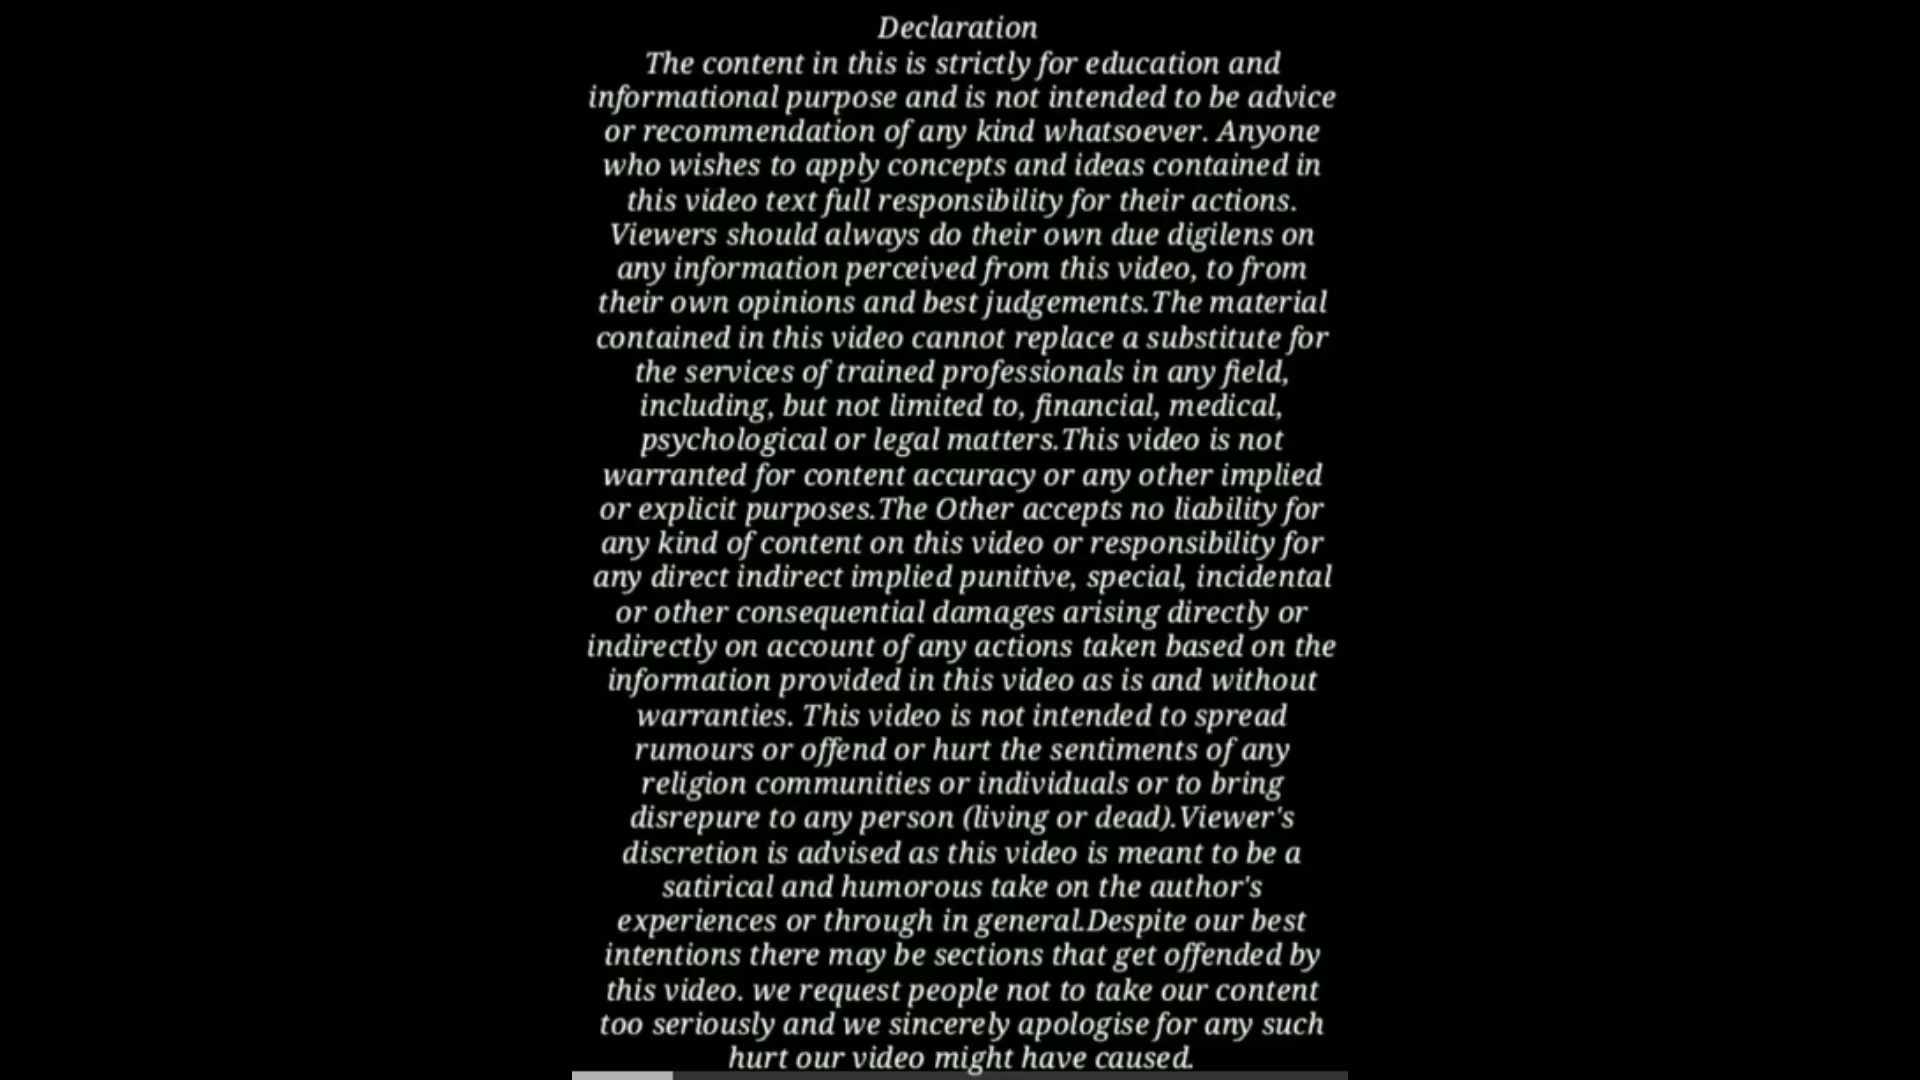 Declaration
The content in this is strictly for education and
informational purpose and is not intended to be advice
or recommendation of any kind whatsoever. Anyone
who wishes to apply concepts and ideas contained in
this video text full responsibility for their actions.
Viewers should always do their own due digilens on
any information perceived from this video, to from
their own opinions and best judgements.The material
contained in this video cannot replace a substitute for
the services of trained professionals in any field,
including, but not limited to, financial, medical,
psychological or legal matters.This video is not
warranted for content accuracy or any other implied
or explicit purposes.The Other accepts no liability for
any kind of content on this video or responsibility for
any direct indirect implied punitive, special, incidental
or other consequential damages arising directly or
indirectly on account of any actions taken based on the
information provided in this video as is and without
warranties. This video is not intended to spread
rumours or offend or hurt the sentiments of any
religion communities or individuals or to bring
disrepure to any person (living or dead).Viewer's
discretion is advised as this video is meant to be a
satirical and humorous take on the author's
experiences or through in general.Despite our best
intentions there may be sections that get offended by
this video. we request people not to take our content
too seriously and we sincerely apologise for any such
hurt our video might have caused.